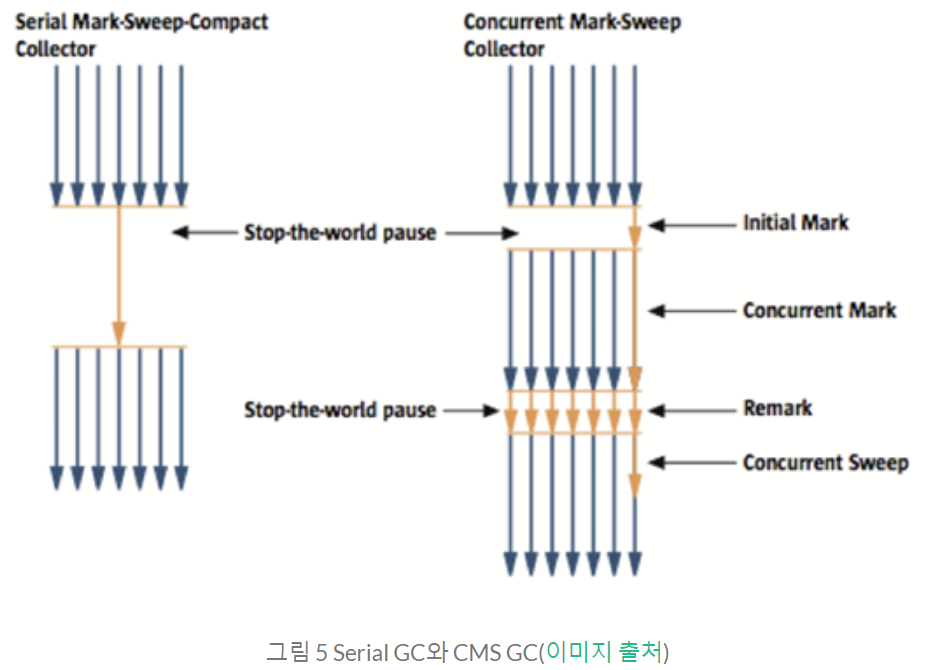 Serial Mark-Sweep-Compact
Collector
Concurrent Mark-Sweep
Collector
Stop-the-world pause
Initial Mark
Concurrent Mark
Stop-the-world pause
Remark
Concurrent Sweep
그림 5 Serial GC와 CMS GC(이미지 출처)